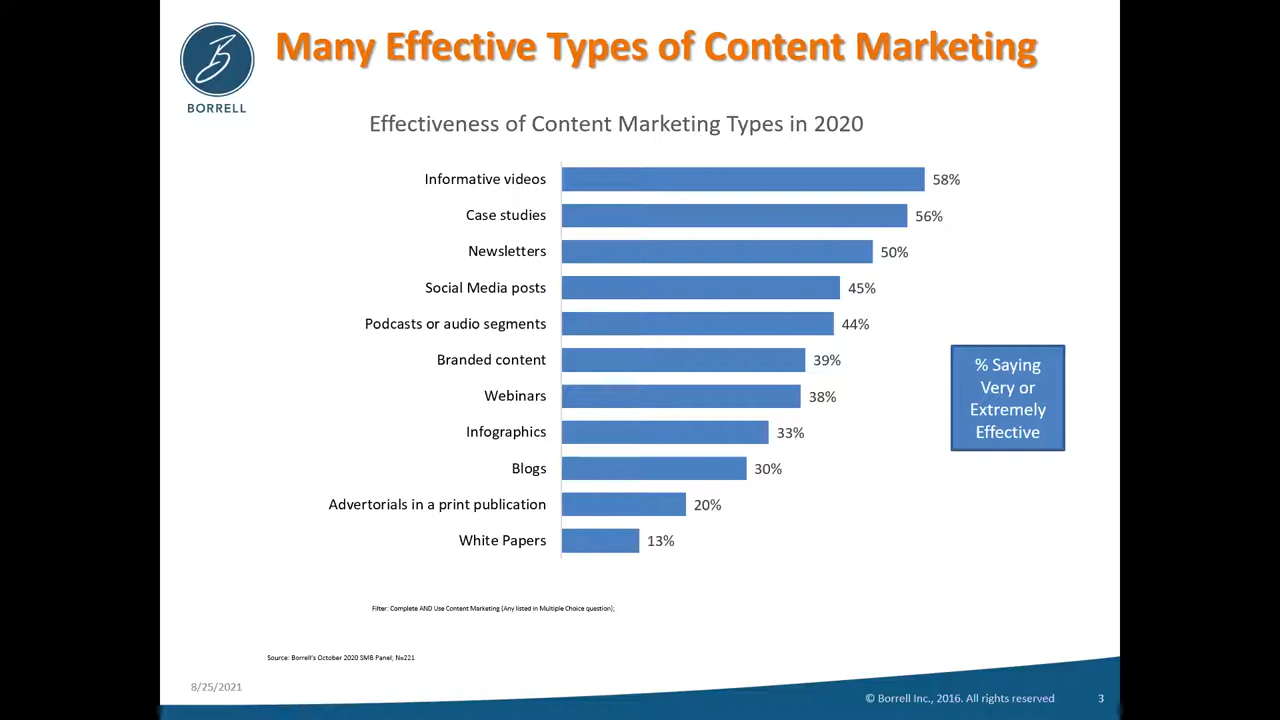 Many Effective Types of Content Marketing
BORRELL
Effectiveness of Content Marketing Types in 2020
Informative videos 58%
Case studies 56%
Newsletters 50%
Social Media posts 45%
Podcasts or audio segments 44%
Branded content 39%
Webinars 38%
Infographics 33%
Blogs 30%
Advertorials in a print publication 20%
White Papers 13%
% Saying
Very or
Extremely
Effective
Filter: Complete AND Use Content Marketing (Any listed in Multiple Choice question);
Source: Borrell's October 2020 SMB Panel; N=221
8/25/2021
© Borrell Inc., 2016. All rights reserved
3